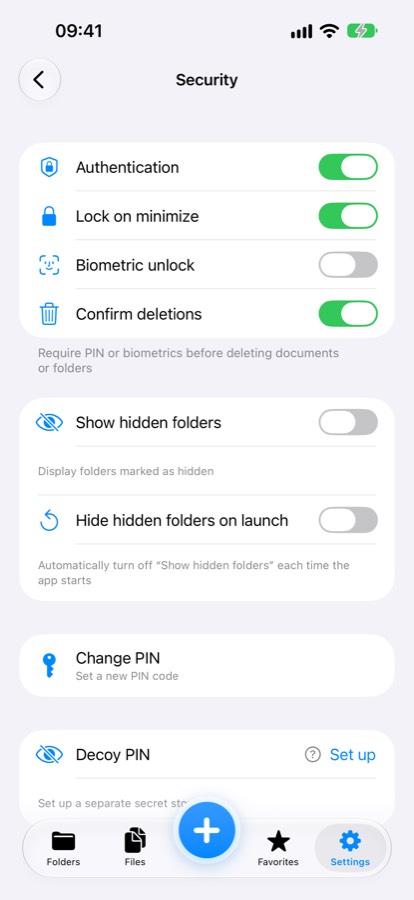 09:41
Security
Authentication
Lock on minimize
Biometric unlock
Confirm deletions
Require PIN or biometrics before deleting documents
or folders
Show hidden folders
Display folders marked as hidden
Hide hidden folders on launch
Automatically turn off “Show hidden folders” each time the
app starts
Change PIN
Set a new PIN code
Decoy PIN
? Set up
Set up a separate secret
Folders
Files
Favorites
Settings